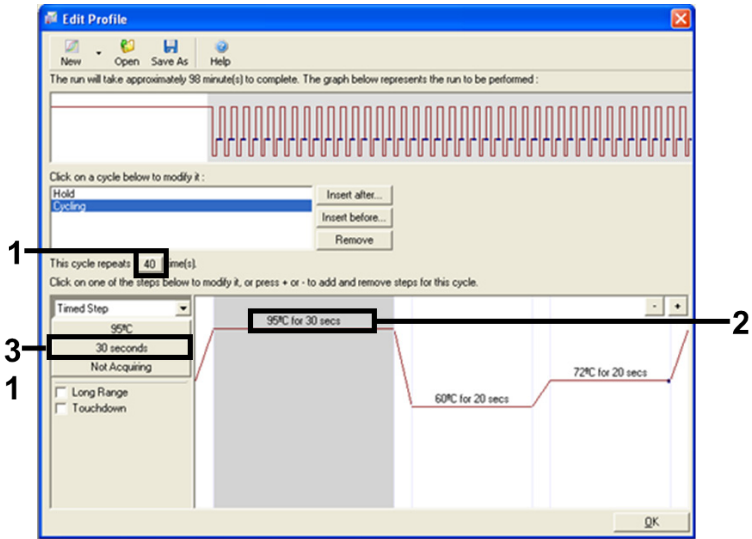 Edit Profile
New Open Save As Help
The run will take approximately 98 minute(s) to complete. The graph below represents the run to be performed :
Click on a cycle below to modify it :
Hold
Cycling
Insert after...
Insert before...
Remove
1
This cycle repeats 40 time(s).
Click on one of the steps below to modify it, or press + or - to add and remove steps for this cycle.
Timed Step
- +
95ºC
95ºC for 30 secs
2
3
30 seconds
Not Acquiring
72ºC for 20 secs
1
Long Range
60ºC for 20 secs
Touchdown
OK